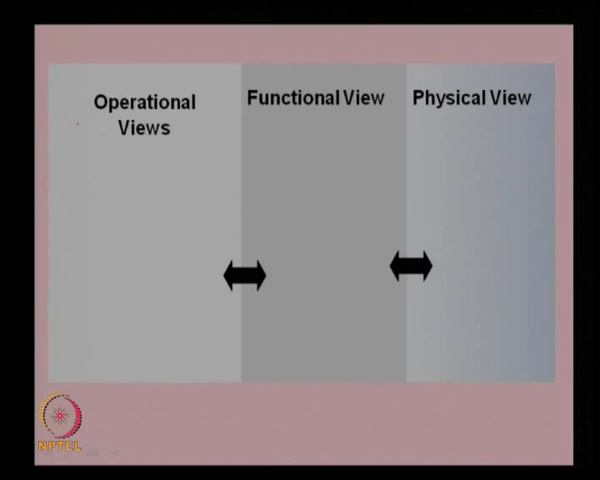 Operational
Views
Functional View
Physical View
NPTEL